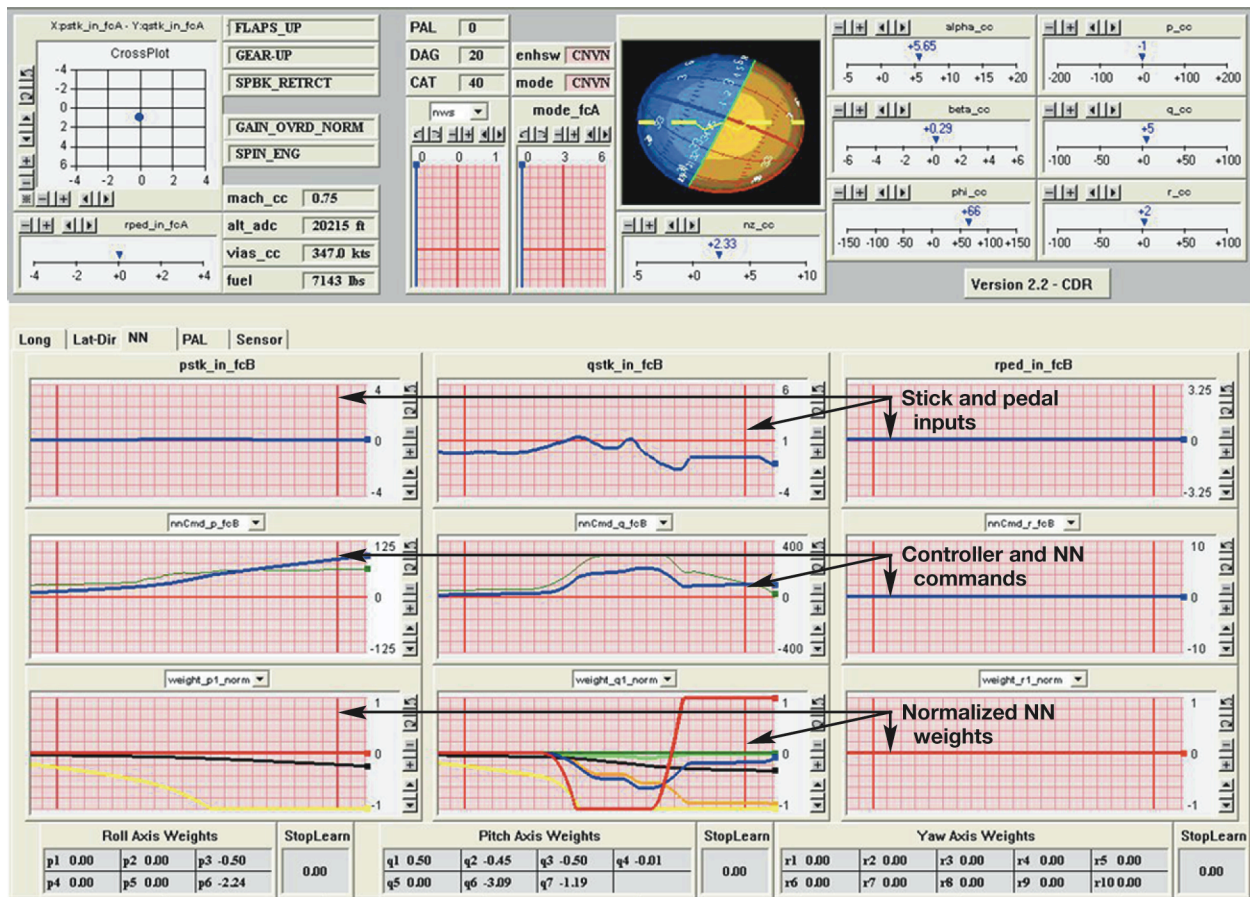 X:pstk_in_fcA - Y:qstk_in_fcA
CrossPlot
-4
-2
0
2
4
6
-4 -2 0 2 4
rped_in_fcA
+0
-4 -2 +0 +2 +4
FLAPS_UP
GEAR-UP
SPBK_RETRCT
GAIN_OVRD_NORM
SPIN_ENG
mach_cc 0.75
alt_adc 20215 ft
vias_cc 347.0 kts
fuel 7143 lbs
PAL 0
DAG 20 enhsw CNVN
CAT 40 mode CNVN
nws
0 0 1
mode_fcA
0 3 6
nz_cc
+2.33
-5 +0 +5 +10
alpha_cc
+5.65
-5 +0 +5 +10 +15 +20
p_cc
-1
-200 -100 +0 +100 +200
beta_cc
+0.29
-6 -4 -2 +0 +2 +4 +6
q_cc
+5
-100 -50 +0 +50 +100
phi_cc
+66
-150 -100 -50 +0 +50 +100 +150
r_cc
+2
-100 -50 +0 +50 +100
Version 2.2 - CDR
Long Lat-Dir NN PAL Sensor
pstk_in_fcB
4
0
-4
qstk_in_fcB
6
1
-4
rped_in_fcB
3.25
0
-3.25
Stick and pedal
inputs
nnCmd_p_fcB
125
0
-125
nnCmd_q_fcB
400
0
-400
nnCmd_r_fcB
10
0
-10
Controller and NN
commands
weight_p1_norm
1
0
-1
weight_q1_norm
1
0
-1
weight_r1_norm
1
0
-1
Normalized NN
weights
Roll Axis Weights StopLearn
p1 0.00 p2 0.00 p3 -0.50
p4 0.00 p5 0.00 p6 -2.24
0.00
Pitch Axis Weights StopLearn
q1 0.50 q2 -0.45 q3 -0.50 q4 -0.01
q5 0.00 q6 -3.09 q7 -1.19
0.00
Yaw Axis Weights StopLearn
r1 0.00 r2 0.00 r3 0.00 r4 0.00 r5 0.00
r6 0.00 r7 0.00 r8 0.00 r9 0.00 r10 0.00
0.00